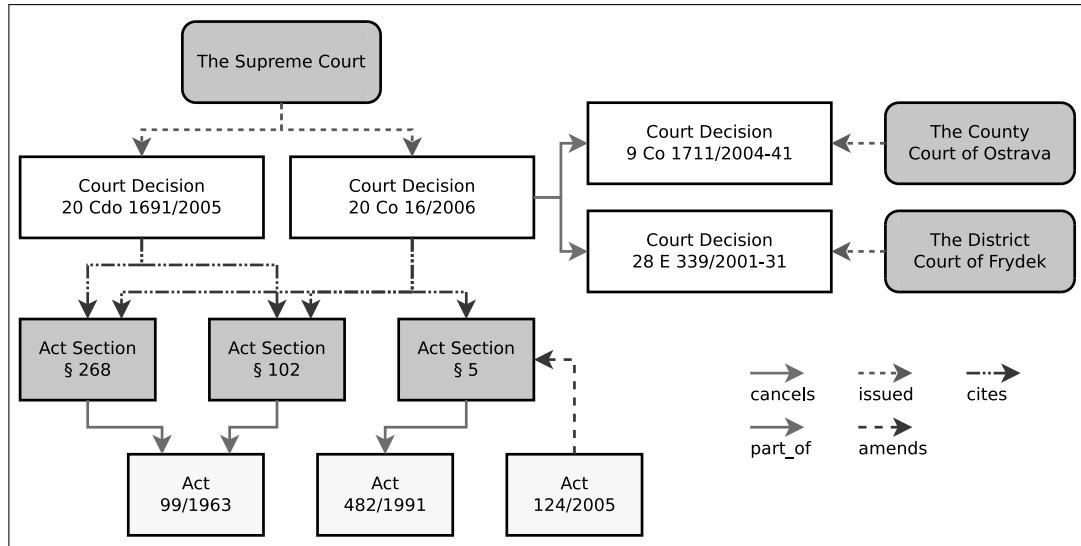 The Supreme Court
Court Decision
9 Co 1711/2004-41
The County
Court of Ostrava
Court Decision
20 Cdo 1691/2005
Court Decision
20 Co 16/2006
Court Decision
28 E 339/2001-31
The District
Court of Frydek
Act Section
§ 268
Act Section
§ 102
Act Section
§ 5
cancels
issued
cites
part_of
amends
Act
99/1963
Act
482/1991
Act
124/2005